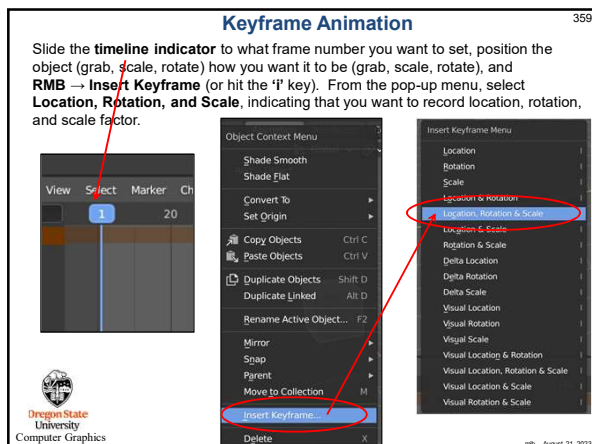 Keyframe Animation
359
Slide the timeline indicator to what frame number you want to set, position the
object (grab, scale, rotate) how you want it to be (grab, scale, rotate), and
RMB → Insert Keyframe (or hit the ‘i’ key).  From the pop-up menu, select
Location, Rotation, and Scale, indicating that you want to record location, rotation,
and scale factor.
View Select Marker Ch
1 20
Object Context Menu
Shade Smooth
Shade Flat
Convert To
Set Origin
Copy Objects Ctrl C
Paste Objects Ctrl V
Duplicate Objects Shift D
Duplicate Linked Alt D
Rename Active Object... F2
Mirror
Snap
Parent
Move to Collection M
Insert Keyframe... I
Delete X
Insert Keyframe Menu
Location I
Rotation I
Scale I
Location & Rotation I
Location, Rotation & Scale I
Location & Scale I
Rotation & Scale I
Delta Location I
Delta Rotation I
Delta Scale I
Visual Location I
Visual Rotation I
Visual Scale I
Visual Location & Rotation I
Visual Location, Rotation & Scale I
Visual Location & Scale I
Visual Rotation & Scale I
Oregon State
University
Computer Graphics
mjb – August 21, 2023